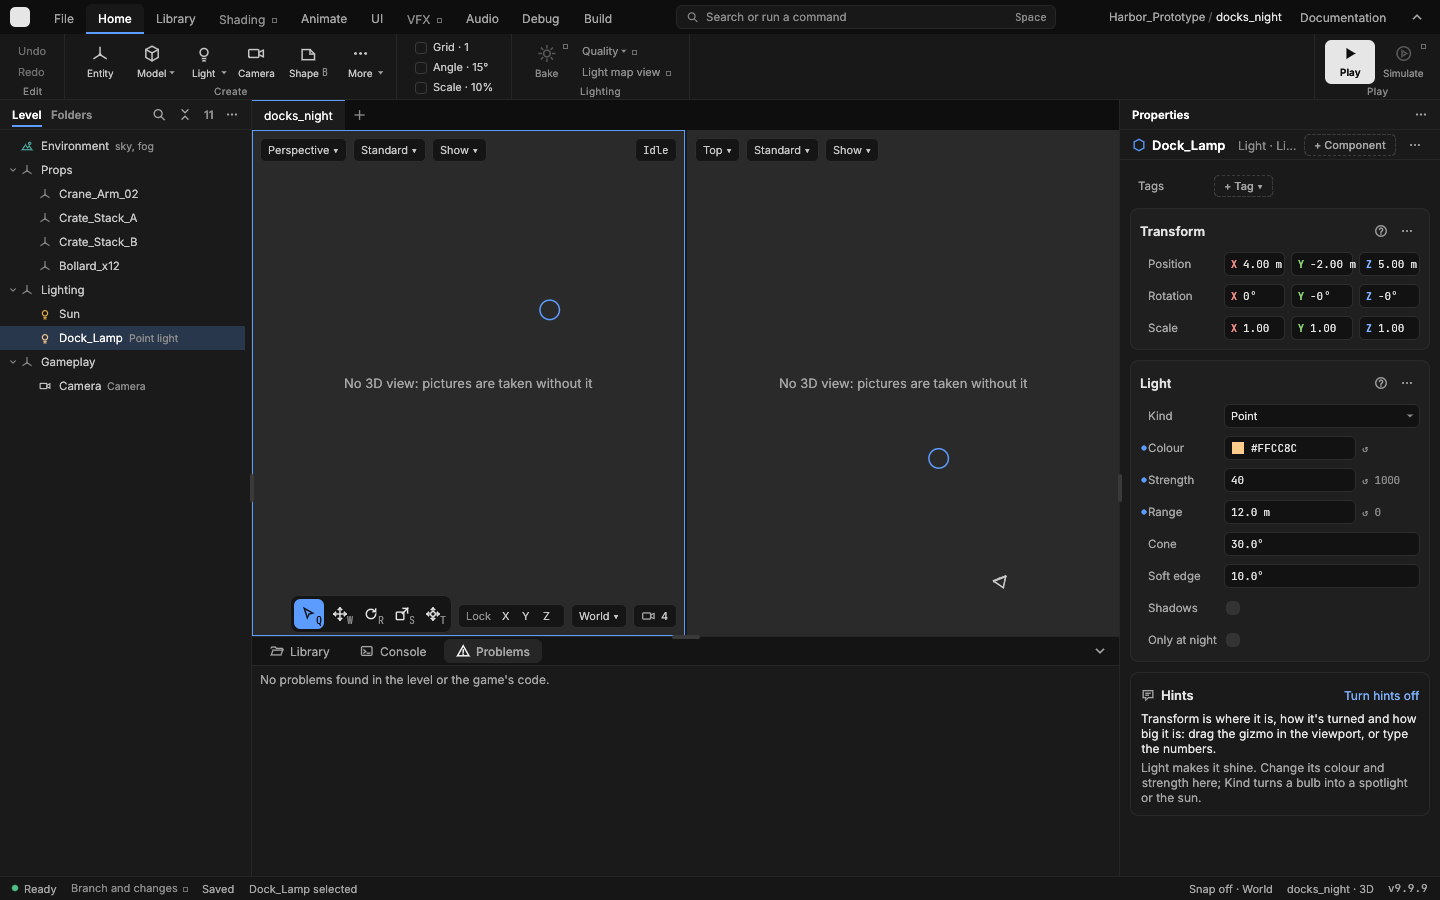 File Home Library Shading Animate UI VFX Audio Debug Build
Search or run a command Space
Harbor_Prototype / docks_night Documentation
Undo
Redo
Edit
Entity Model Light Camera Shape B More
Create
Grid · 1
Angle · 15°
Scale · 10%
Bake
Quality
Light map view
Lighting
Play Simulate
Play
Level Folders 11
Environment sky, fog
Props
Crane_Arm_02
Crate_Stack_A
Crate_Stack_B
Bollard_x12
Lighting
Sun
Dock_Lamp Point light
Gameplay
Camera Camera
docks_night
Perspective Standard Show Idle
No 3D view: pictures are taken without it
Q W R S T
Lock X Y Z World 4
Top Standard Show
No 3D view: pictures are taken without it
Library Console Problems
No problems found in the level or the game's code.
Properties
Dock_Lamp Light · Li... + Component
Tags + Tag
Transform
Position X 4.00 m Y -2.00 m Z 5.00 m
Rotation X 0° Y -0° Z -0°
Scale X 1.00 Y 1.00 Z 1.00
Light
Kind Point
Colour #FFCC8C
Strength 40 1000
Range 12.0 m 0
Cone 30.0°
Soft edge 10.0°
Shadows
Only at night
Hints Turn hints off
Transform is where it is, how it's turned and how
big it is: drag the gizmo in the viewport, or type
the numbers.
Light makes it shine. Change its colour and
strength here; Kind turns a bulb into a spotlight
or the sun.
Ready Branch and changes Saved Dock_Lamp selected
Snap off · World docks_night · 3D v9.9.9